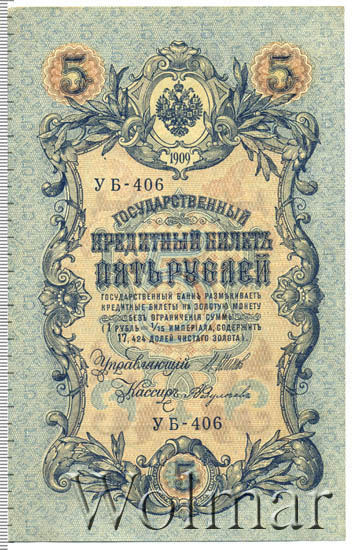 5 5
1909
УБ-406
ГОСУДАРСТВЕННЫЙ
КРЕДИТНЫЙ БИЛЕТЪ
ПЯТЬ РУБЛЕЙ
ГОСУДАРСТВЕННЫЙ БАНКЪ РАЗМѢНИВАЕТЪ
КРЕДИТНЫЕ БИЛЕТЫ НА ЗОЛОТУЮ МОНЕТУ
БЕЗЪ ОГРАНИЧЕНІЯ СУММЫ
(1 РУБЛЬ = 1/15 ИМПЕРІАЛА, СОДЕРЖИТЪ
17,424 ДОЛЕЙ ЧИСТАГО ЗОЛОТА).
Управляющій
Кассиръ
УБ-406
5
Wolmar